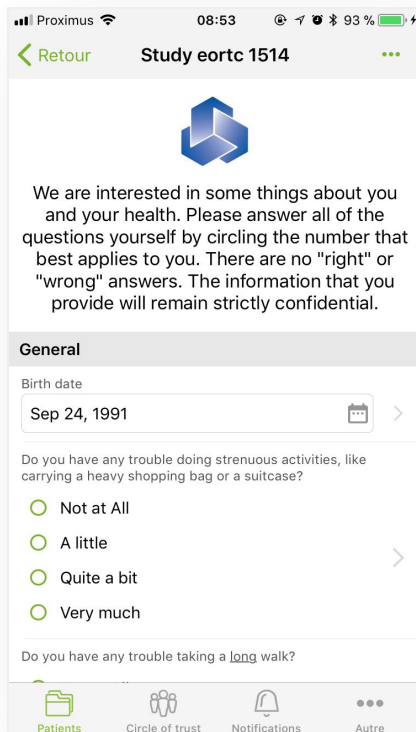 Proximus 08:53 93 %
Retour Study eortc 1514
We are interested in some things about you
and your health. Please answer all of the
questions yourself by circling the number that
best applies to you. There are no "right" or
"wrong" answers. The information that you
provide will remain strictly confidential.
General
Birth date
Sep 24, 1991
Do you have any trouble doing strenuous activities, like
carrying a heavy shopping bag or a suitcase?
Not at All
A little
Quite a bit
Very much
Do you have any trouble taking a long walk?
Patients Circle of trust Notifications Autre